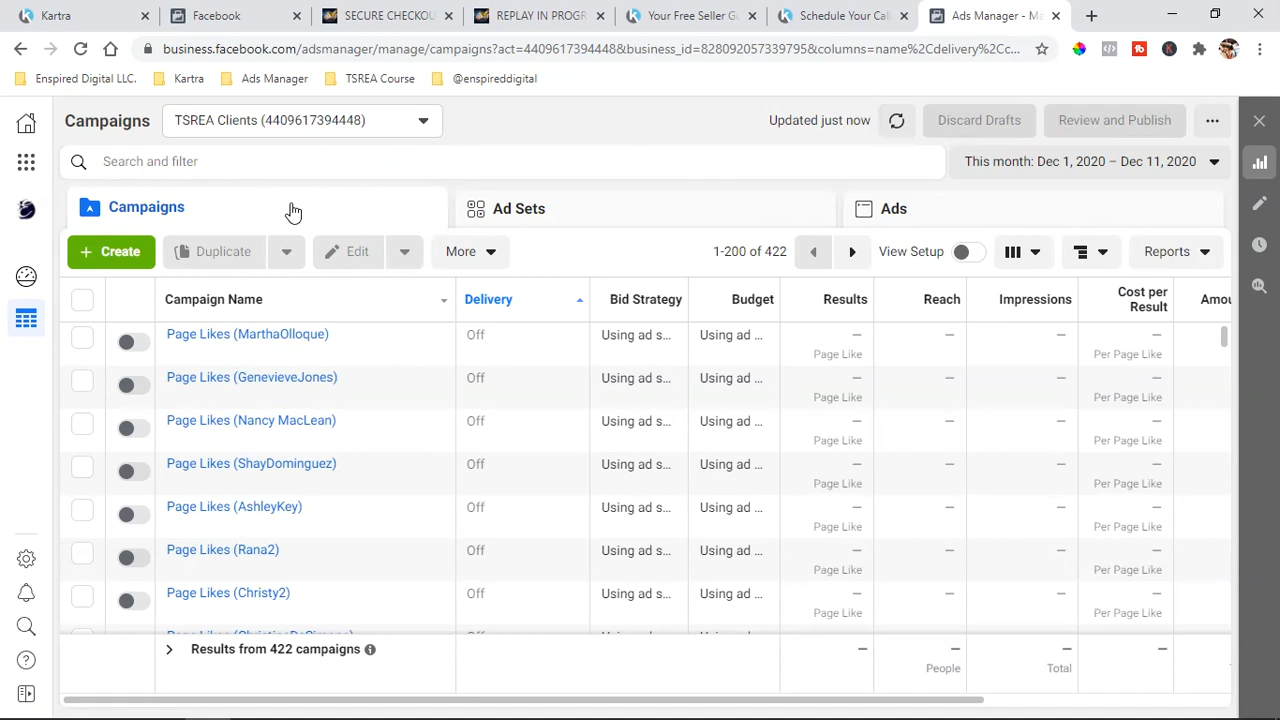 Kartra
Facebook
SECURE CHECKOU
REPLAY IN PROGR
Your Free Seller Gu
Schedule Your Cal
Ads Manager - Ma
business.facebook.com/adsmanager/manage/campaigns?act=4409617394448&business_id=828092057339795&columns=name%2Cdelivery%2Cc...
Enspired Digital LLC.
Kartra
Ads Manager
TSREA Course
@enspireddigital
Campaigns
TSREA Clients (4409617394448)
Updated just now
Discard Drafts
Review and Publish
Search and filter
This month: Dec 1, 2020 – Dec 11, 2020
Campaigns
Ad Sets
Ads
+ Create
Duplicate
Edit
More
1-200 of 422
View Setup
Reports
Campaign Name
Delivery
Bid Strategy
Budget
Results
Reach
Impressions
Cost per
Result
Amou
Page Likes (MarthaOlloque)
Off
Using ad s...
Using ad ...
—
—
—
—
Page Like
Per Page Like
Page Likes (GenevieveJones)
Off
Using ad s...
Using ad ...
—
—
—
—
Page Like
Per Page Like
Page Likes (Nancy MacLean)
Off
Using ad s...
Using ad ...
—
—
—
—
Page Like
Per Page Like
Page Likes (ShayDominguez)
Off
Using ad s...
Using ad ...
—
—
—
—
Page Like
Per Page Like
Page Likes (AshleyKey)
Off
Using ad s...
Using ad ...
—
—
—
—
Page Like
Per Page Like
Page Likes (Rana2)
Off
Using ad s...
Using ad ...
—
—
—
—
Page Like
Per Page Like
Page Likes (Christy2)
Off
Using ad s...
Using ad ...
—
—
—
—
Page Like
Per Page Like
Results from 422 campaigns
—
—
—
—
People
Total